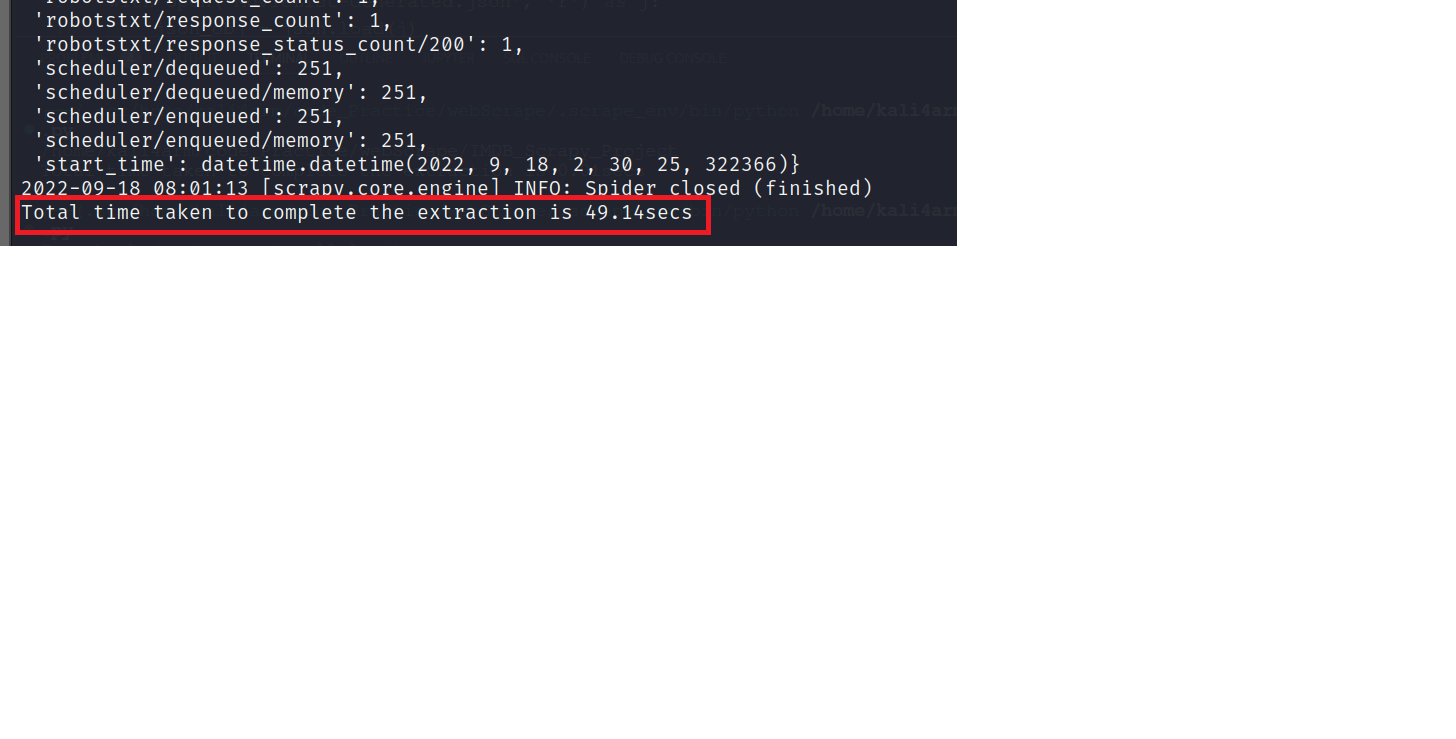 'robotstxt/request_count': 1,
'robotstxt/response_count': 1,
'robotstxt/response_status_count/200': 1,
'scheduler/dequeued': 251,
'scheduler/dequeued/memory': 251,
'scheduler/enqueued': 251,
'scheduler/enqueued/memory': 251,
'start_time': datetime.datetime(2022, 9, 18, 2, 30, 25, 322366)}
2022-09-18 08:01:13 [scrapy.core.engine] INFO: Spider closed (finished)
Total time taken to complete the extraction is 49.14secs